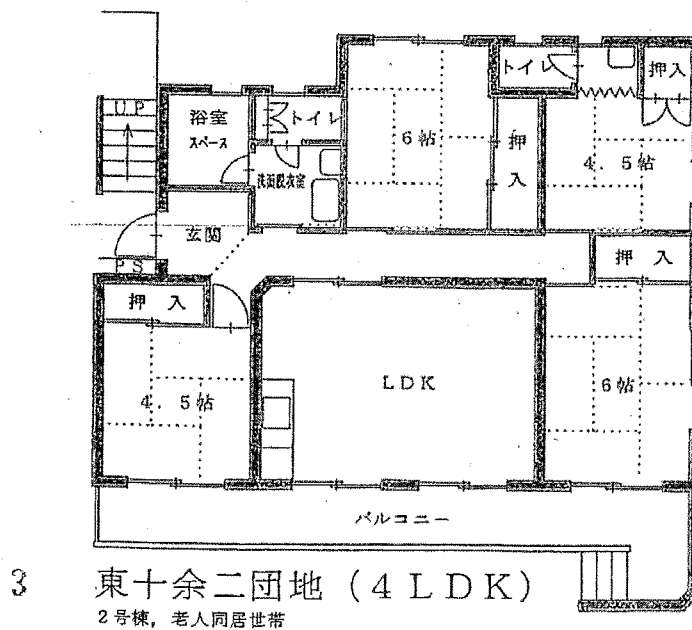 UP
浴室
スペース
トイレ
洗面脱衣室
6帖
押入
トイレ
押入
4.5帖
玄関
PS
押入
押入
4.5帖
LDK
6帖
バルコニー
3 東十余二団地(4LDK)
2号棟,老人同居世帯